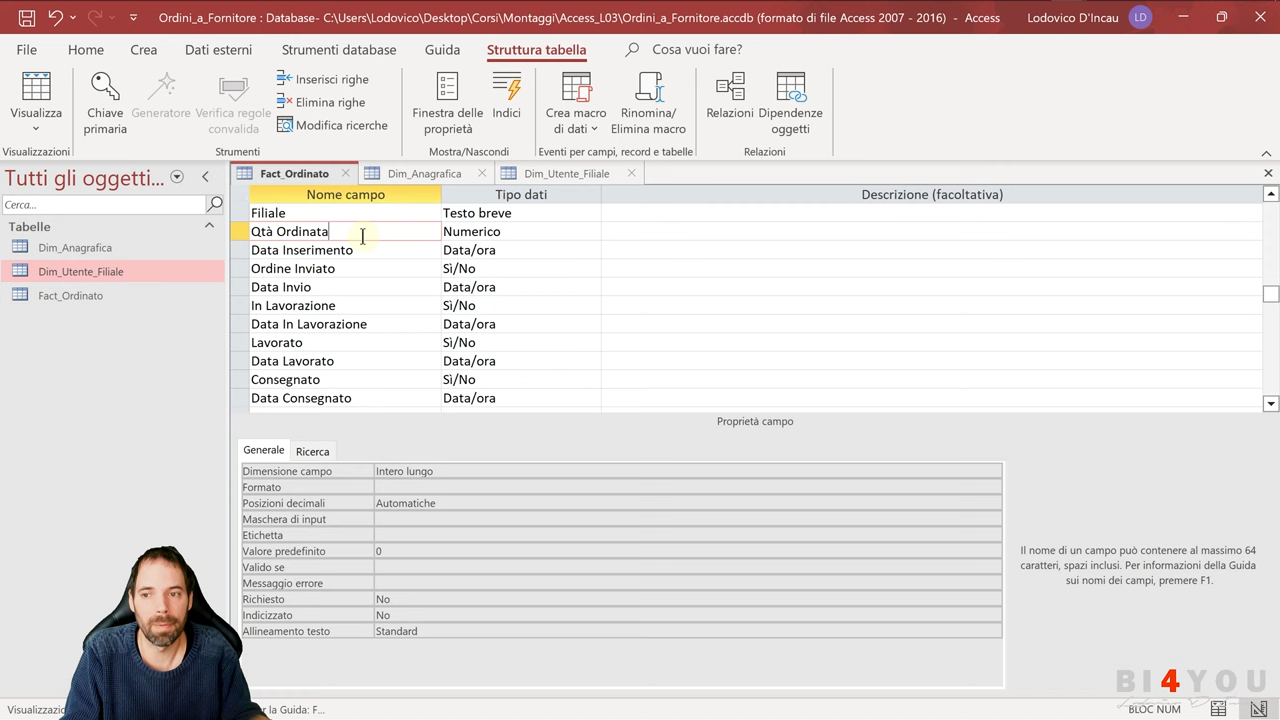 Ordini_a_Fornitore : Database- C:\Users\Lodovico\Desktop\Corsi\Montaggi\Access_L03\Ordini_a_Fornitore.accdb (formato di file Access 2007 - 2016) - Access
Lodovico D'Incau
LD
File
Home
Crea
Dati esterni
Strumenti database
Guida
Struttura tabella
Cosa vuoi fare?
Visualizza
Chiave primaria
Generatore
Verifica regole convalida
Inserisci righe
Elimina righe
Modifica ricerche
Finestra delle proprietà
Indici
Crea macro di dati
Rinomina/ Elimina macro
Relazioni
Dipendenze oggetti
Visualizzazioni
Strumenti
Mostra/Nascondi
Eventi per campi, record e tabelle
Relazioni
Tutti gli oggetti...
Cerca...
Tabelle
Dim_Anagrafica
Dim_Utente_Filiale
Fact_Ordinato
Fact_Ordinato
Dim_Anagrafica
Dim_Utente_Filiale
Nome campo Tipo dati Descrizione (facoltativa)
Filiale Testo breve
Qtà Ordinata Numerico
Data Inserimento Data/ora
Ordine Inviato Sì/No
Data Invio Data/ora
In Lavorazione Sì/No
Data In Lavorazione Data/ora
Lavorato Sì/No
Data Lavorato Data/ora
Consegnato Sì/No
Data Consegnato Data/ora
Proprietà campo
Generale
Ricerca
Dimensione campo Intero lungo
Formato
Posizioni decimali Automatiche
Maschera di input
Etichetta
Valore predefinito 0
Valido se
Messaggio errore
Richiesto No
Indicizzato No
Allineamento testo Standard
Il nome di un campo può contenere al massimo 64
caratteri, spazi inclusi. Per informazioni della Guida
sui nomi dei campi, premere F1.
BI4YOU
la Guida: F...
BLOC NUM